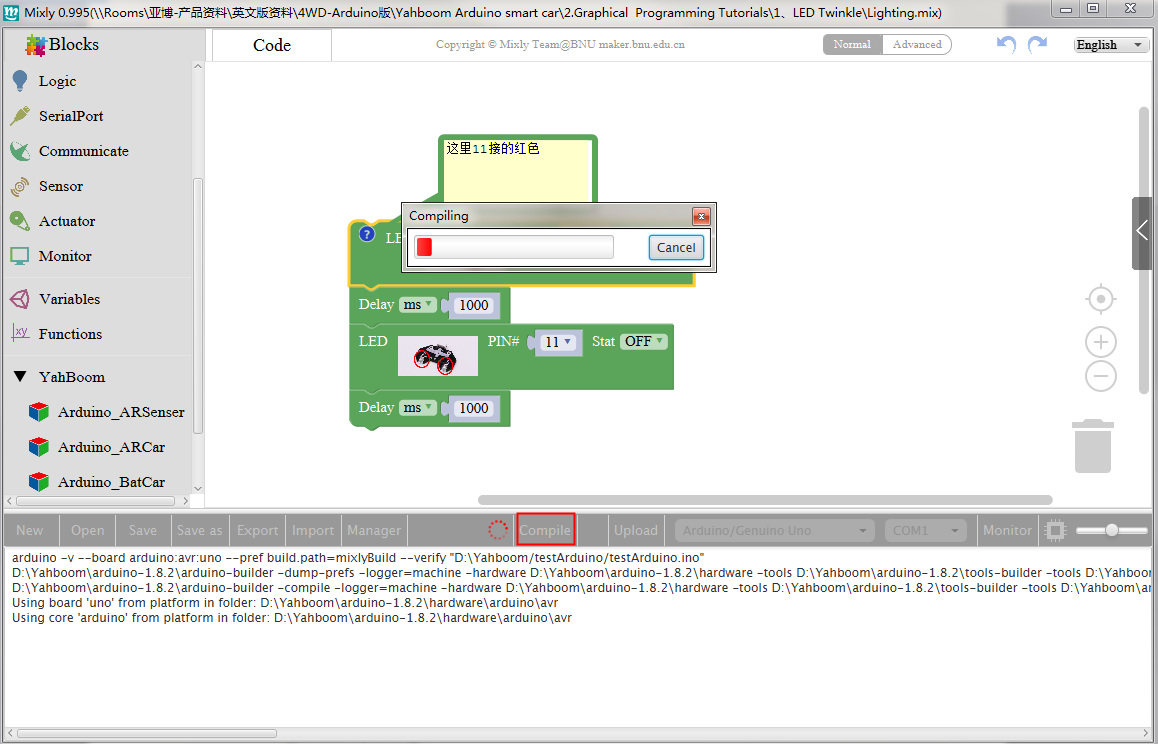 Mixly 0.995(\\Rooms\亚博-产品资料\英文版资料\4WD-Arduino版\Yahboom Arduino smart car\2.Graphical Programming Tutorials\1、LED Twinkle\Lighting.mix)
Blocks
Code
Copyright © Mixly Team@BNU maker.bnu.edu.cn
Normal
Advanced
English
Logic
SerialPort
Communicate
Sensor
Actuator
Monitor
Variables
Functions
YahBoom
Arduino_ARSenser
Arduino_ARCar
Arduino_BatCar
这里11接的红色
Compiling
Cancel
Delay ms 1000
LED PIN# 11 Stat OFF
Delay ms 1000
New Open Save Save as Export Import Manager Compile Upload Arduino/Genuino Uno COM1 Monitor
arduino -v --board arduino:avr:uno --pref build.path=mixlyBuild --verify "D:\Yahboom/testArduino/testArduino.ino"
D:\Yahboom\arduino-1.8.2\arduino-builder -dump-prefs -logger=machine -hardware D:\Yahboom\arduino-1.8.2\hardware -tools D:\Yahboom\arduino-1.8.2\tools-builder -tools
D:\Yahboom\arduino-1.8.2\arduino-builder -compile -logger=machine -hardware D:\Yahboom\arduino-1.8.2\hardware -tools D:\Yahboom\arduino-1.8.2\tools-builder -tools
Using board 'uno' from platform in folder: D:\Yahboom\arduino-1.8.2\hardware\arduino\avr
Using core 'arduino' from platform in folder: D:\Yahboom\arduino-1.8.2\hardware\arduino\avr